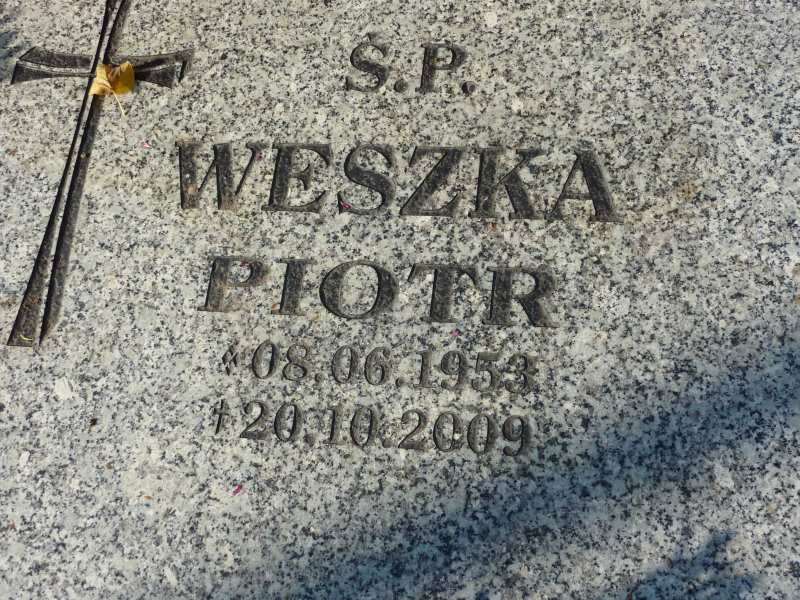 Ś.P.
WESZKA
PIOTR
* 08.06.1953
† 20.10.2009